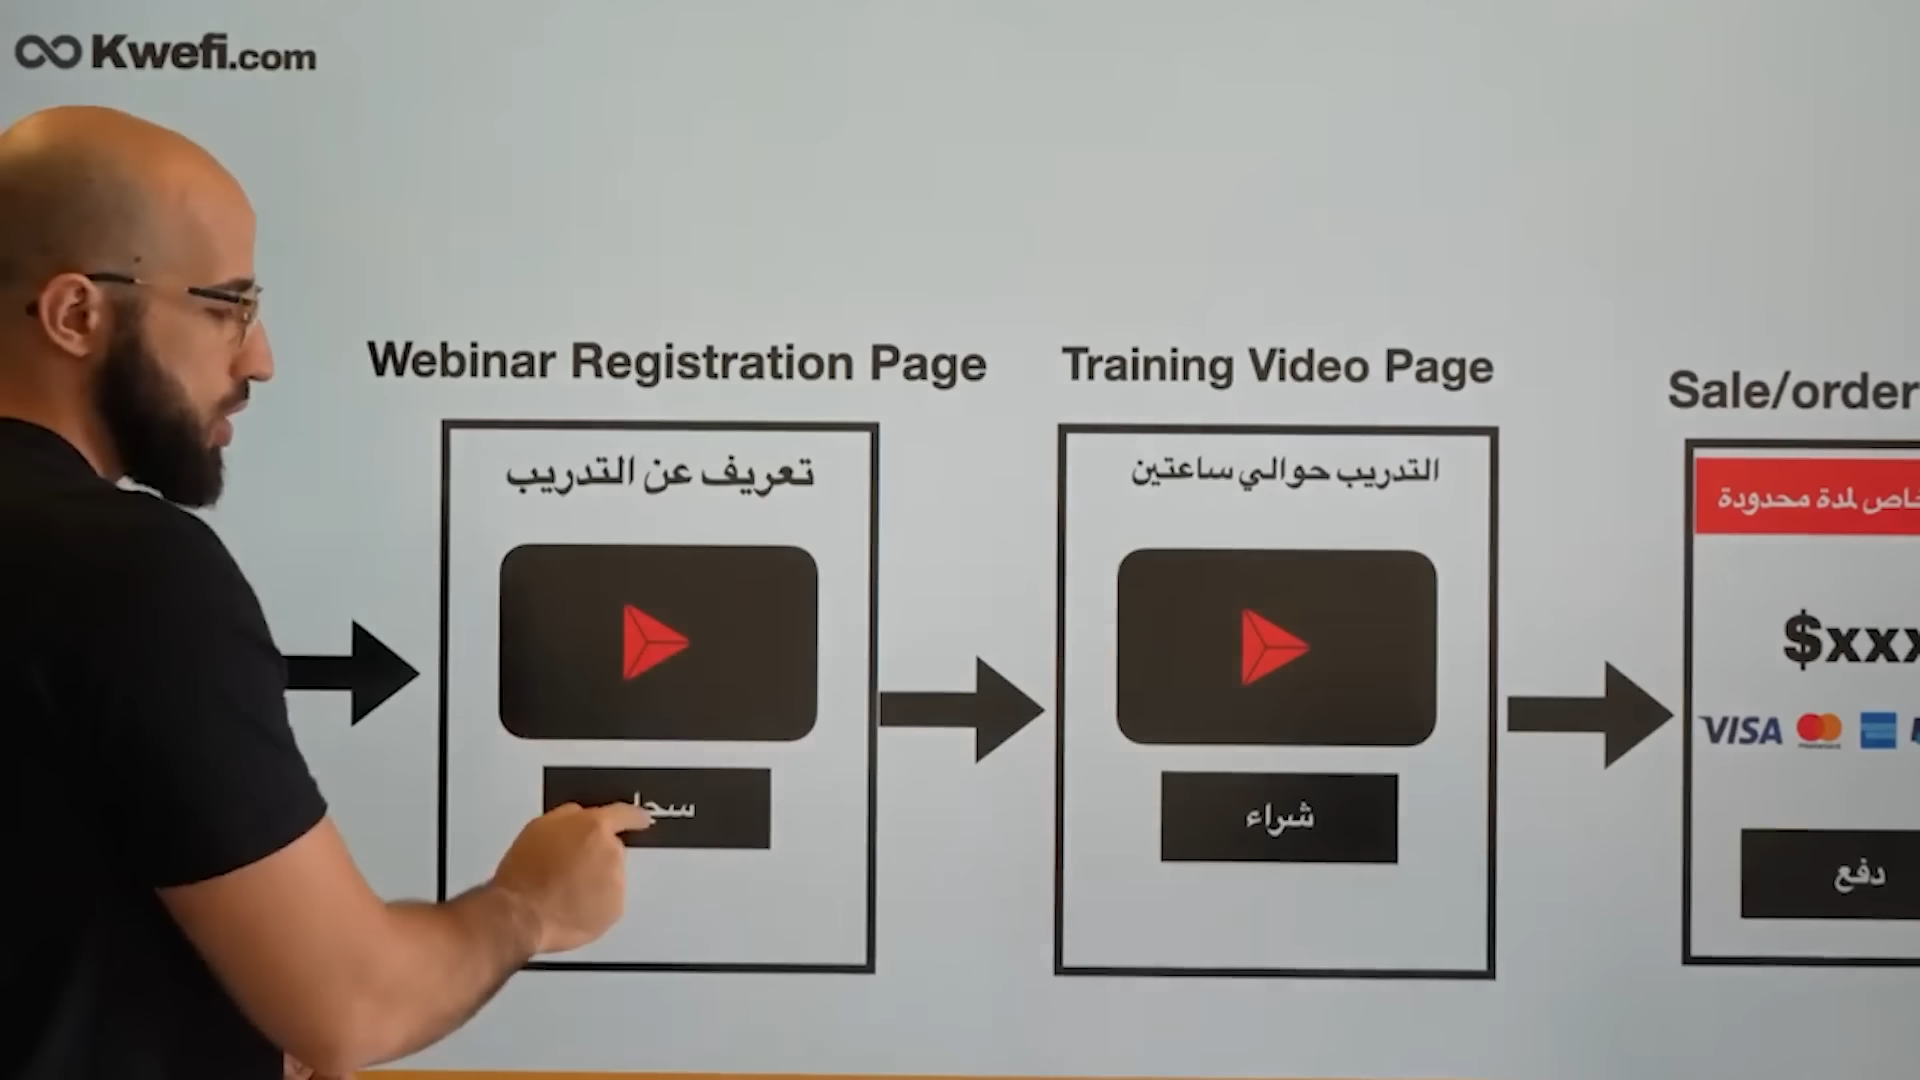 Kwefi.com
Webinar Registration Page
تعريف عن التدريب
Training Video Page
التدريب حوالي ساعتين
شراء
Sale/order
لمدة محدودة
$xxx
VISA
دفع